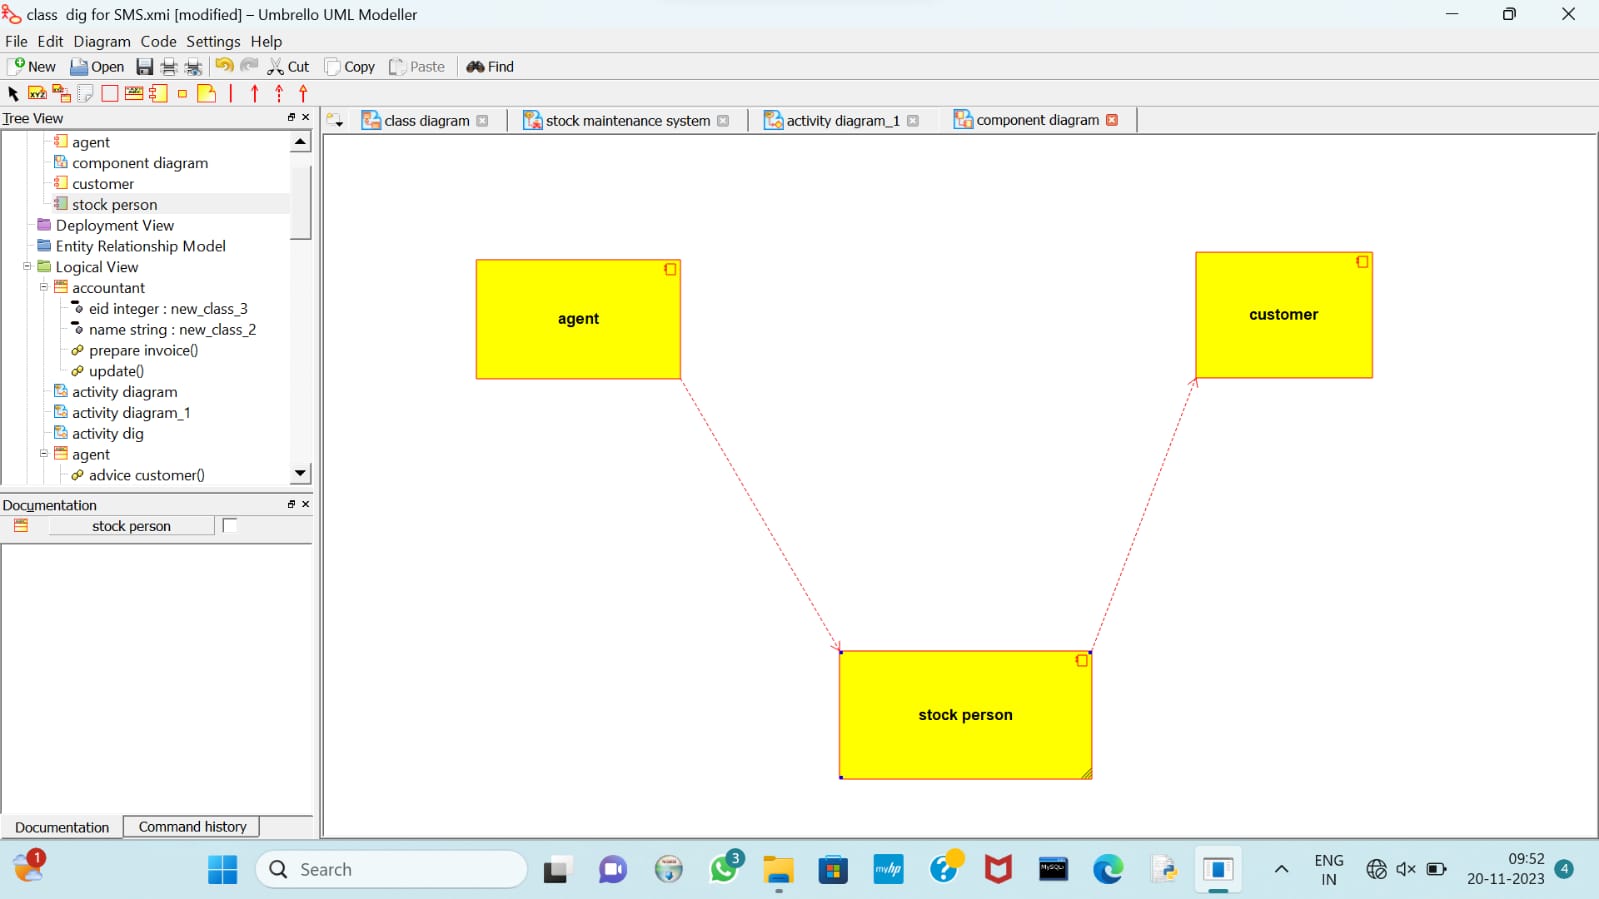 class  dig for SMS.xmi [modified] – Umbrello UML Modeller
File Edit Diagram Code Settings Help
New Open Cut Copy Paste Find
XYZ
Tree View
class diagram stock maintenance system activity diagram_1 component diagram
agent
component diagram
customer
stock person
Deployment View
Entity Relationship Model
Logical View
accountant
eid integer : new_class_3
name string : new_class_2
prepare invoice()
update()
activity diagram
activity diagram_1
activity dig
agent
advice customer()
agent
customer
stock person
Documentation
stock person
Documentation Command history
1
Search
3
myhp
?
MySQL
ENG
IN
09:52
20-11-2023
4